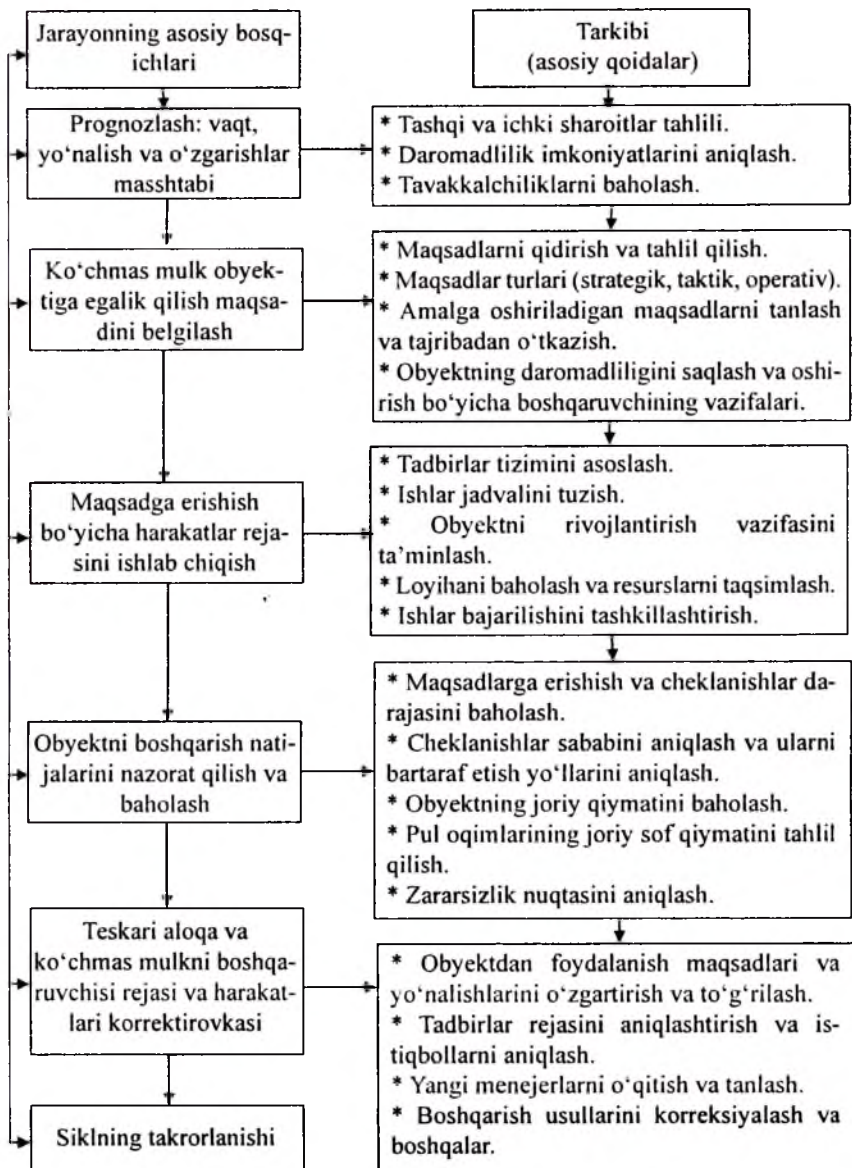 Jarayonning asosiy bosq-
ichlari
Tarkibi
(asosiy qoidalar)
Prognozlash: vaqt,
yo‘nalish va o‘zgarishlar
masshtabi
* Tashqi va ichki sharoitlar tahlili.
* Daromadlilik imkoniyatlarini aniqlash.
* Tavakkalchiliklarni baholash.
Ko‘chmas mulk obyek-
tiga egalik qilish maqsa-
dini belgilash
* Maqsadlarni qidirish va tahlil qilish.
* Maqsadlar turlari (strategik, taktik, operativ).
* Amalga oshiriladigan maqsadlarni tanlash
va tajribadan o‘tkazish.
* Obyektning daromadliligini saqlash va oshi-
rish bo‘yicha boshqaruvchining vazifalari.
Maqsadga erishish
bo‘yicha harakatlar reja-
sini ishlab chiqish
* Tadbirlar tizimini asoslash.
* Ishlar jadvalini tuzish.
* Obyektni rivojlantirish vazifasini
ta’minlash.
* Loyihani baholash va resurslarni taqsimlash.
* Ishlar bajarilishini tashkillashtirish.
Obyektni boshqarish nati-
jalarini nazorat qilish va
baholash
* Maqsadlarga erishish va cheklanishlar da-
rajasini baholash.
* Cheklanishlar sababini aniqlash va ularni
bartaraf etish yo‘llarini aniqlash.
* Obyektning joriy qiymatini baholash.
* Pul oqimlarining joriy sof qiymatini tahlil
qilish.
* Zararsizlik nuqtasini aniqlash.
Teskari aloqa va
ko‘chmas mulkni boshqa-
ruvchisi rejasi va harakat-
lari korrektirovkasi
* Obyektdan foydalanish maqsadlari va
yo‘nalishlarini o‘zgartirish va to‘g‘rilash.
* Tadbirlar rejasini aniqlashtirish va is-
tiqbollarni aniqlash.
* Yangi menejerlarni o‘qitish va tanlash.
* Boshqarish usullarini korreksiyalash va
boshqalar.
Siklning takrorlanishi